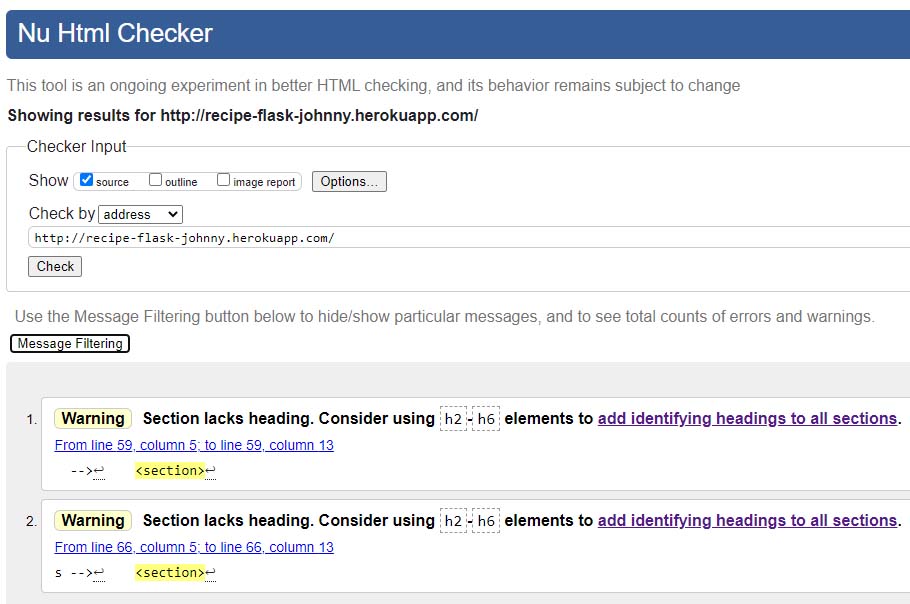 Nu Html Checker
This tool is an ongoing experiment in better HTML checking, and its behavior remains subject to change
Showing results for http://recipe-flask-johnny.herokuapp.com/
Checker Input
Show source outline image report Options...
Check by address
http://recipe-flask-johnny.herokuapp.com/
Check
Use the Message Filtering button below to hide/show particular messages, and to see total counts of errors and warnings.
Message Filtering
1. Warning Section lacks heading. Consider using h2-h6 elements to add identifying headings to all sections.
From line 59, column 5; to line 59, column 13
-->↩ <section>↩
2. Warning Section lacks heading. Consider using h2-h6 elements to add identifying headings to all sections.
From line 66, column 5; to line 66, column 13
s -->↩ <section>↩